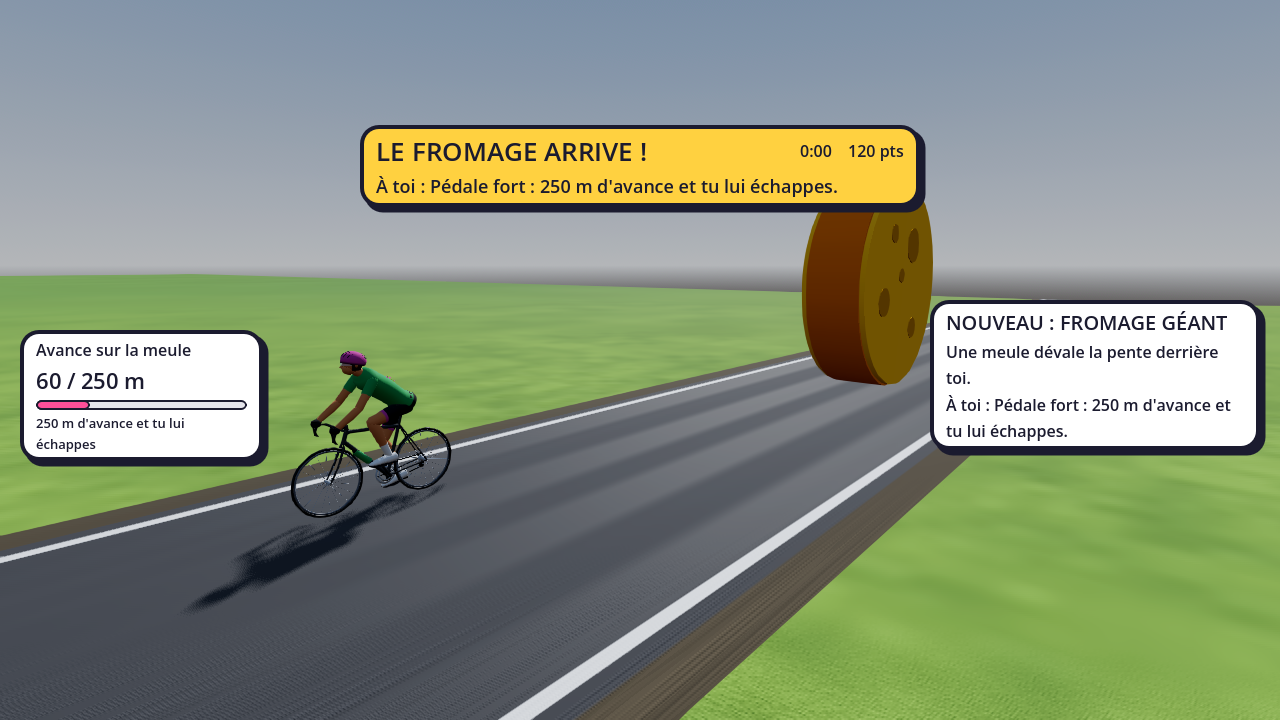 LE FROMAGE ARRIVE !
0:00 120 pts
À toi : Pédale fort : 250 m d'avance et tu lui échappes.
Avance sur la meule
60 / 250 m
250 m d'avance et tu lui
échappes
NOUVEAU : FROMAGE GÉANT
Une meule dévale la pente derrière
toi.
À toi : Pédale fort : 250 m d'avance et
tu lui échappes.